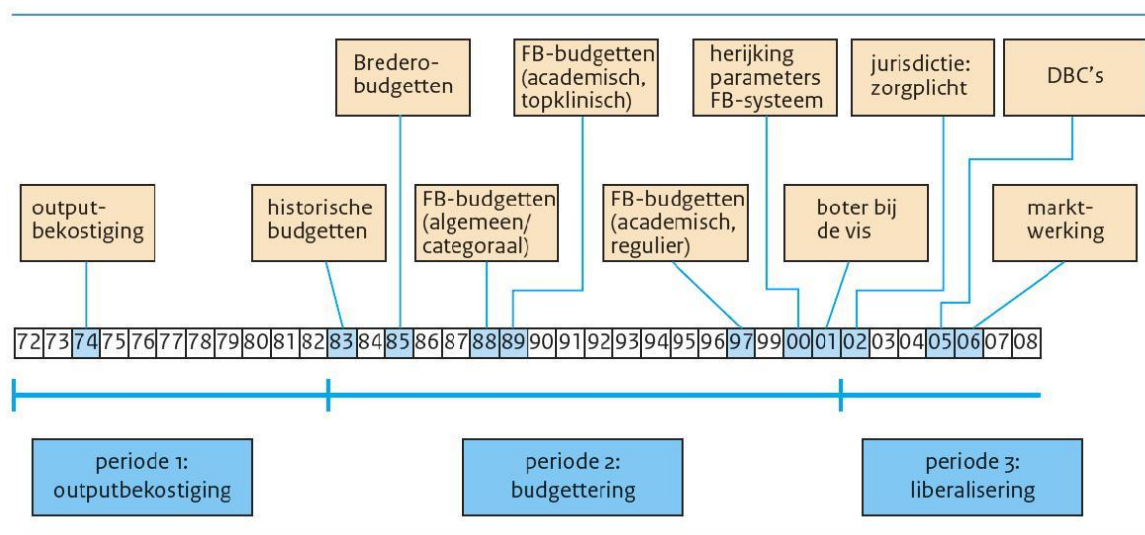 Bredero-
budgetten
FB-budgetten
(academisch,
topklinisch)
herijking
parameters
FB-systeem
jurisdictie:
zorgplicht
DBC's
output-
bekostiging
historische
budgetten
FB-budgetten
(algemeen/
categoraal)
FB-budgetten
(academisch,
regulier)
boter bij
de vis
markt-
werking
72 73 74 75 76 77 78 79 80 81 82 83 84 85 86 87 88 89 90 91 92 93 94 95 96 97 99 00 01 02 03 04 05 06 07 08
periode 1:
outputbekostiging
periode 2:
budgettering
periode 3:
liberalisering